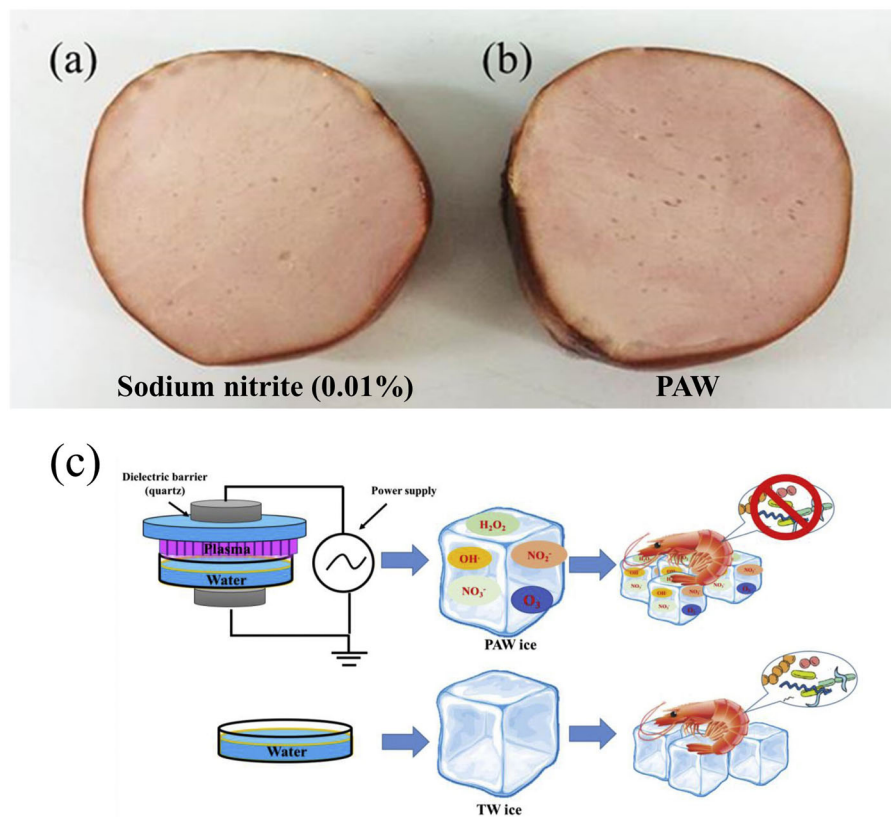 (a)
(b)
Sodium nitrite (0.01%)
PAW
(c)
Dielectric barrier
(quartz)
Power supply
Plasma
Water
H₂O₂
OH·
NO₂⁻
NO₃⁻
O₃
PAW ice
Water
TW ice